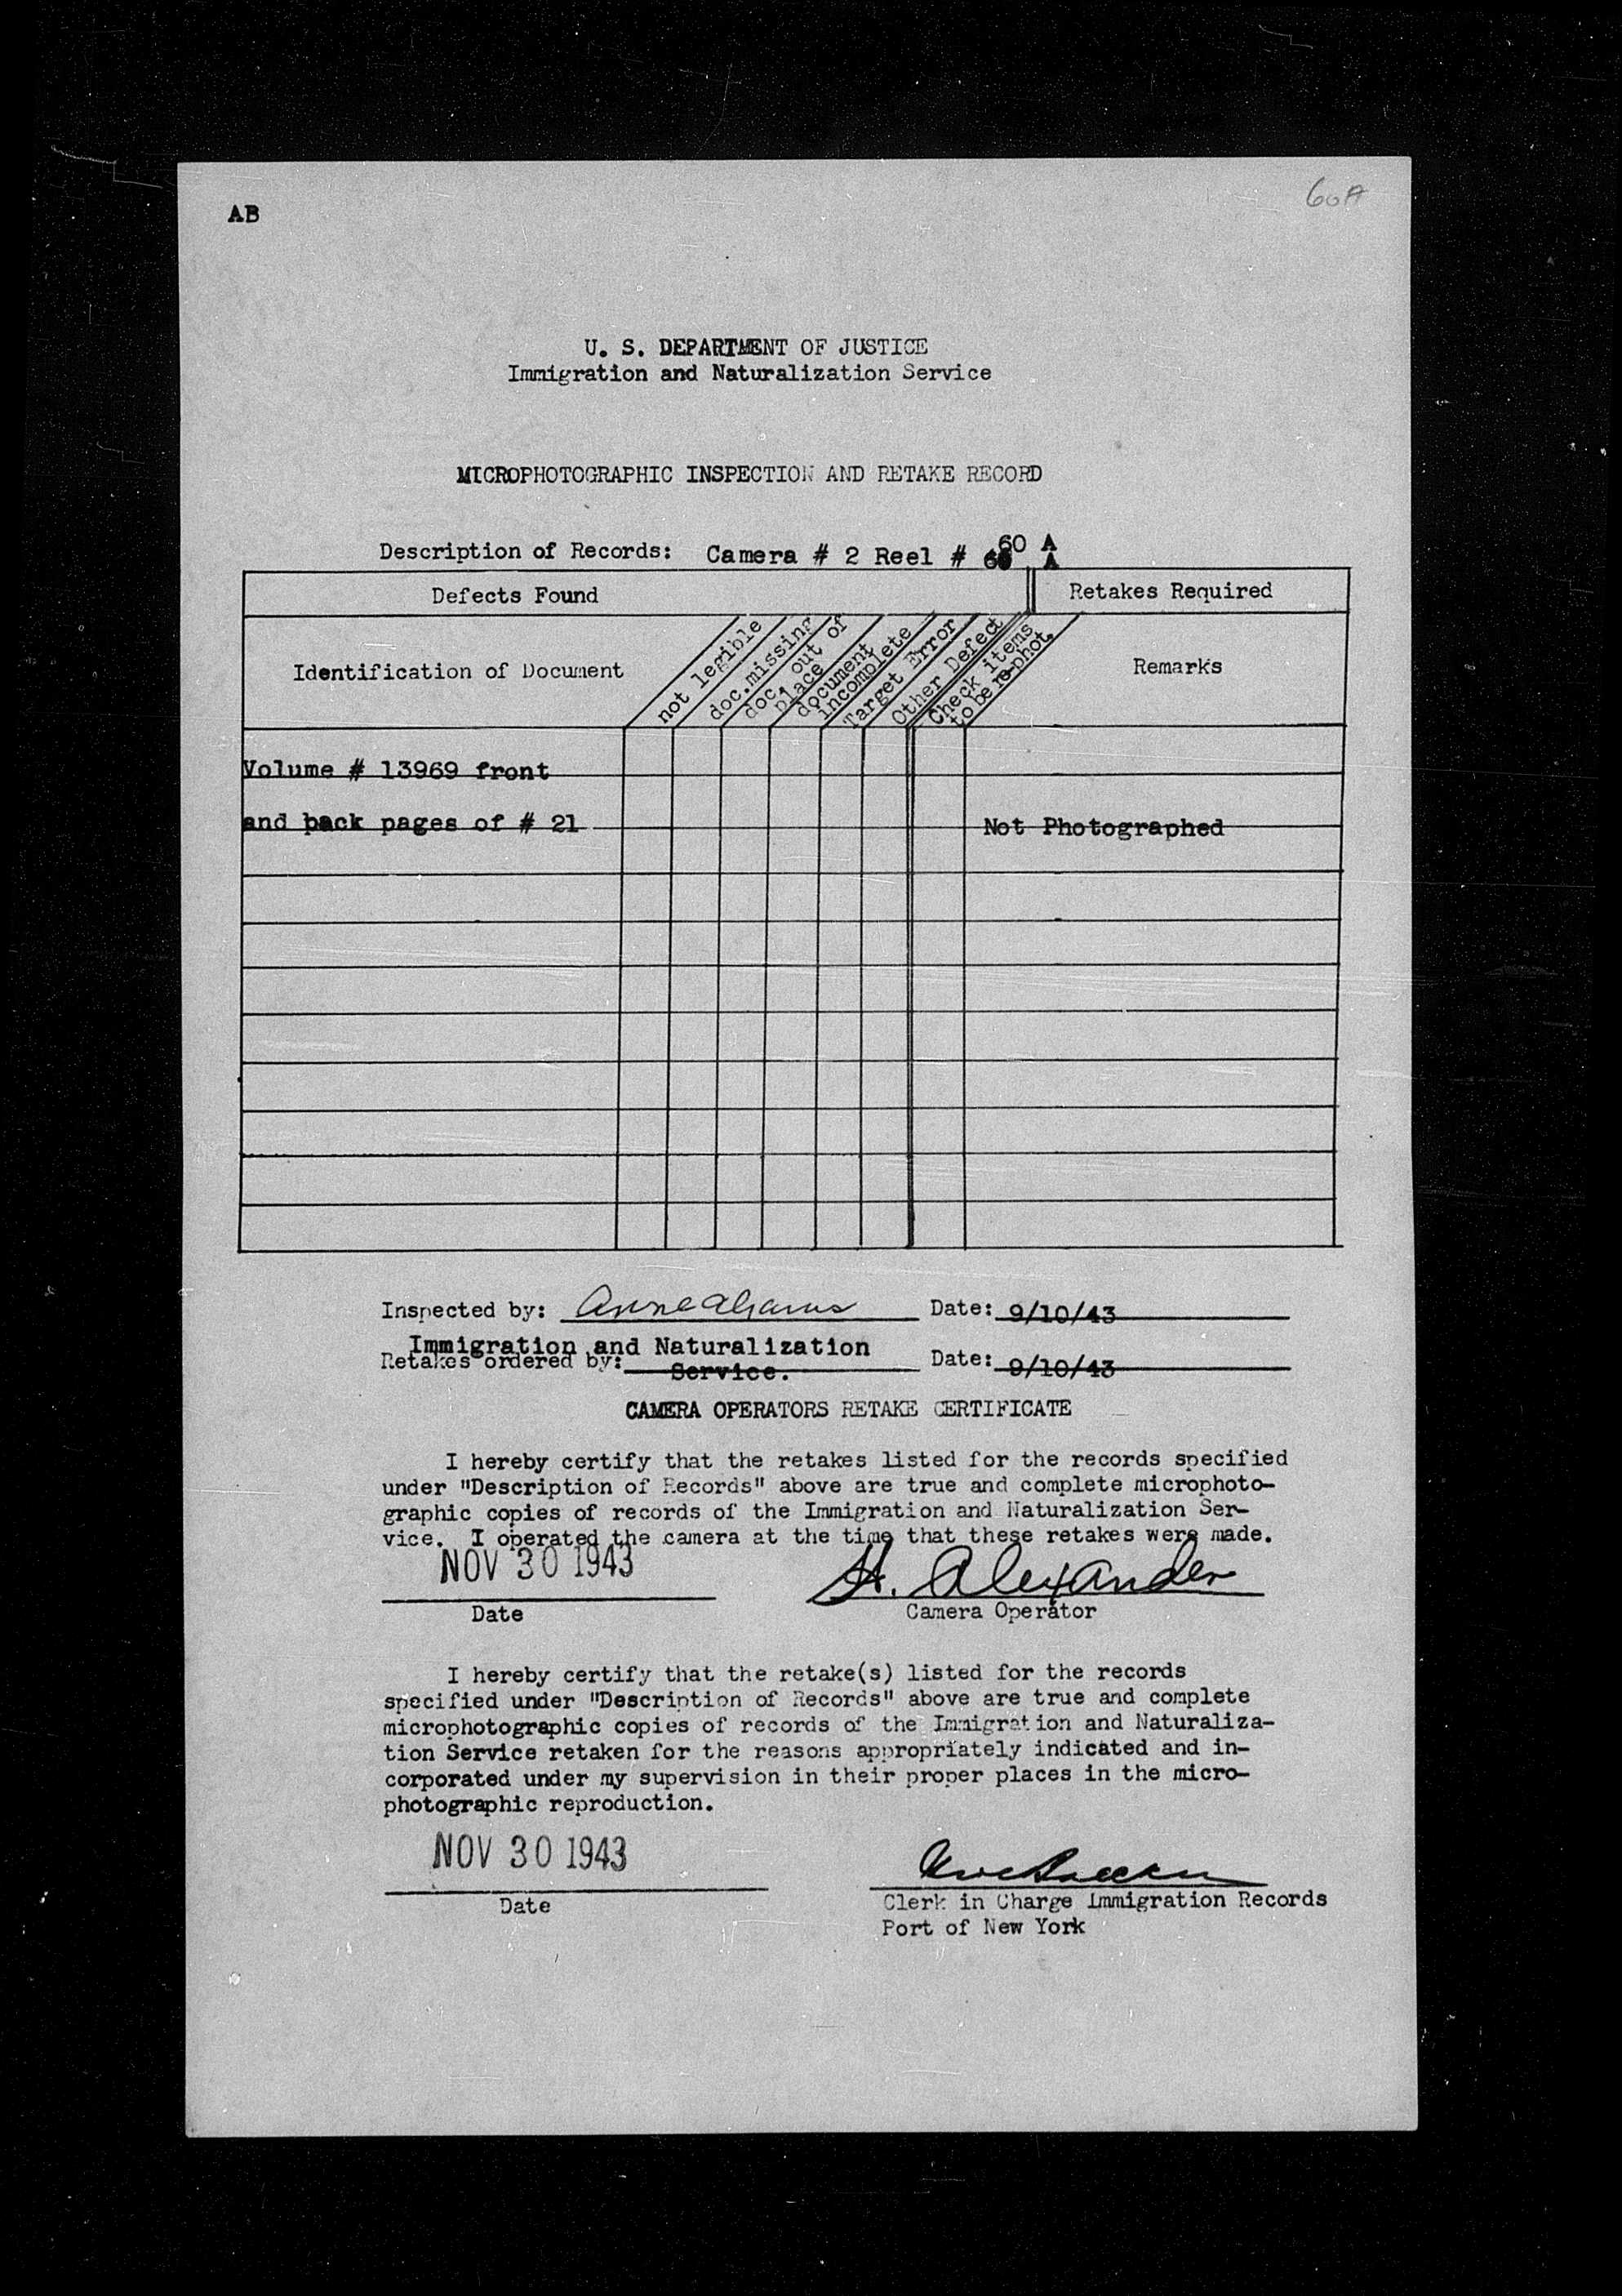 60A
AB
U. S. DEPARTMENT OF JUSTICE
Immigration and Naturalization Service
MICROPHOTOGRAPHIC INSPECTION AND RETAKE RECORD
60 A
Description of Records: Camera # 2 Reel # A
Defects Found Retakes Required
Identification of Document
not legible
doc.missing
doc. out of
place
document
incomplete
Target Error
Other Defect
Check items
to be re-phot.
Remarks
Volume # 13969 front
and back pages of # 21 Not Photographed
Inspected by: Anne Abrams Date: 9/10/43
Immigration and Naturalization
Retakes ordered by: Service. Date: 9/10/43
CAMERA OPERATORS RETAKE CERTIFICATE
I hereby certify that the retakes listed for the records specified
under "Description of Records" above are true and complete microphoto-
graphic copies of records of the Immigration and Naturalization Ser-
vice. I operated the camera at the time that these retakes were made.
NOV 30 1943 H. Alexander
Date Camera Operator
I hereby certify that the retake(s) listed for the records
specified under "Description of Records" above are true and complete
microphotographic copies of records of the Immigration and Naturaliza-
tion Service retaken for the reasons appropriately indicated and in-
corporated under my supervision in their proper places in the micro-
photographic reproduction.
NOV 30 1943
Date Clerk in Charge Immigration Records
Port of New York